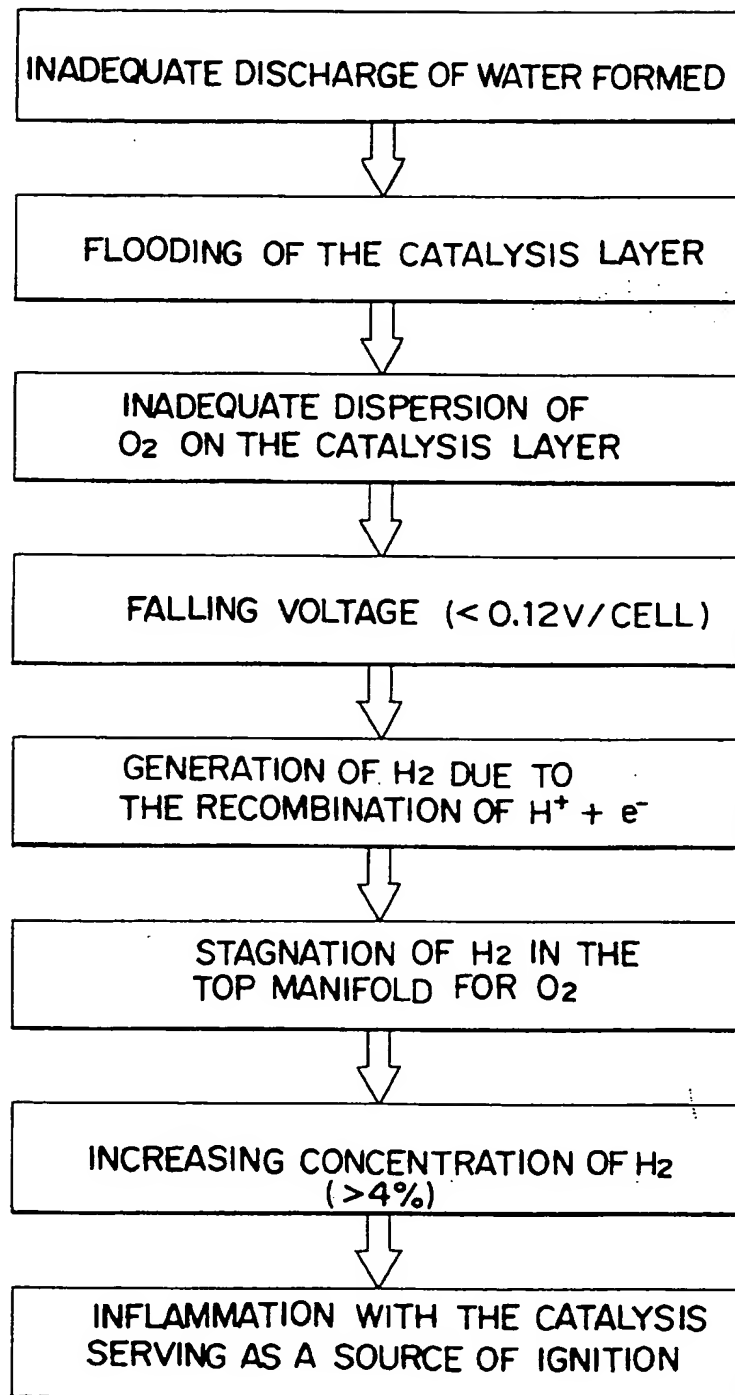 INADEQUATE DISCHARGE OF WATER FORMED
FLOODING OF THE CATALYSIS LAYER
INADEQUATE DISPERSION OF
O2 ON THE CATALYSIS LAYER
FALLING VOLTAGE (<0.12V/CELL)
GENERATION OF H2 DUE TO
THE RECOMBINATION OF H+ + e-
STAGNATION OF H2 IN THE
TOP MANIFOLD FOR O2
INCREASING CONCENTRATION OF H2
(>4%)
INFLAMMATION WITH THE CATALYSIS
SERVING AS A SOURCE OF IGNITION